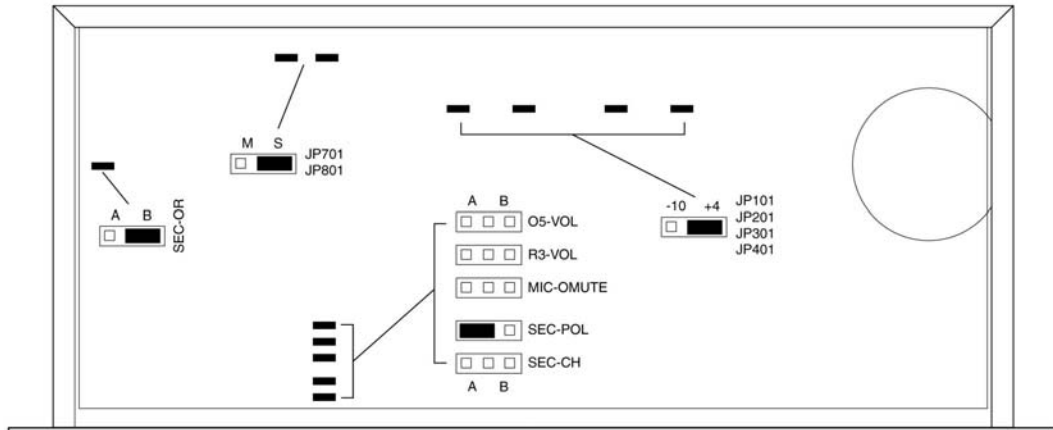 M S
JP701
JP801
A B
SEC-OR
A B
O5-VOL
R3-VOL
MIC-OMUTE
SEC-POL
SEC-CH
A B
-10 +4
JP101
JP201
JP301
JP401